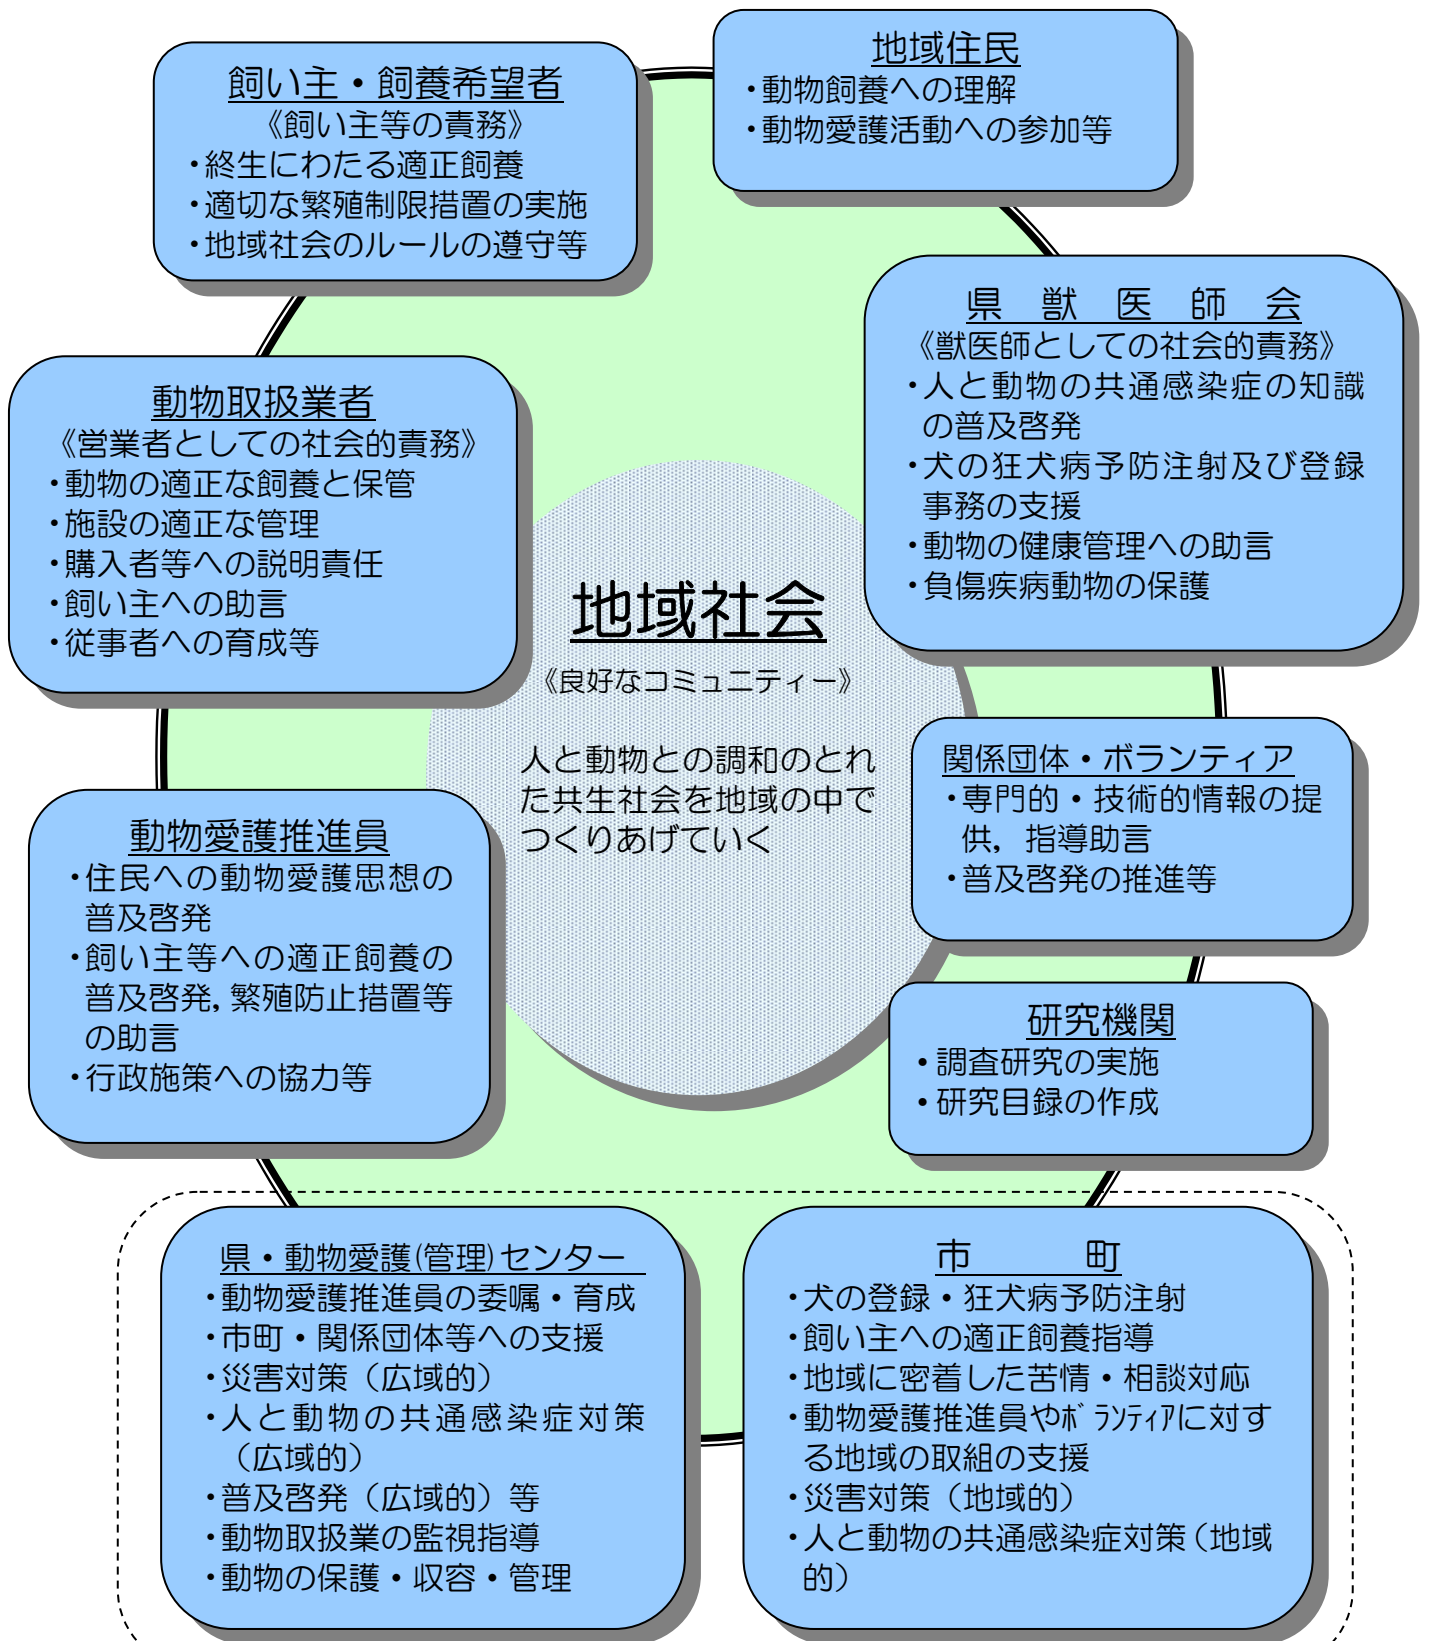 飼い主・飼養希望者
《飼い主等の責務》
・終生にわたる適正飼養
・適切な繁殖制限措置の実施
・地域社会のルールの遵守等
地域住民
・動物飼養への理解
・動物愛護活動への参加等
県　獣　医　師　会
《獣医師としての社会的責務》
・人と動物の共通感染症の知識
の普及啓発
・犬の狂犬病予防注射及び登録
事務の支援
・動物の健康管理への助言
・負傷疾病動物の保護
動物取扱業者
《営業者としての社会的責務》
・動物の適正な飼養と保管
・施設の適正な管理
・購入者等への説明責任
・飼い主への助言
・従事者への育成等
地域社会
《良好なコミュニティー》
人と動物との調和のとれ
た共生社会を地域の中で
つくりあげていく
関係団体・ボランティア
・専門的・技術的情報の提
供，指導助言
・普及啓発の推進等
動物愛護推進員
・住民への動物愛護思想の
普及啓発
・飼い主等への適正飼養の
普及啓発，繁殖防止措置等
の助言
・行政施策への協力等
研究機関
・調査研究の実施
・研究目録の作成
県・動物愛護(管理)センター
・動物愛護推進員の委嘱・育成
・市町・関係団体等への支援
・災害対策（広域的）
・人と動物の共通感染症対策
（広域的）
・普及啓発（広域的）等
・動物取扱業の監視指導
・動物の保護・収容・管理
市　　　町
・犬の登録・狂犬病予防注射
・飼い主への適正飼養指導
・地域に密着した苦情・相談対応
・動物愛護推進員やﾎﾞﾗﾝﾃｨｱに対す
る地域の取組の支援
・災害対策（地域的）
・人と動物の共通感染症対策（地域
的）